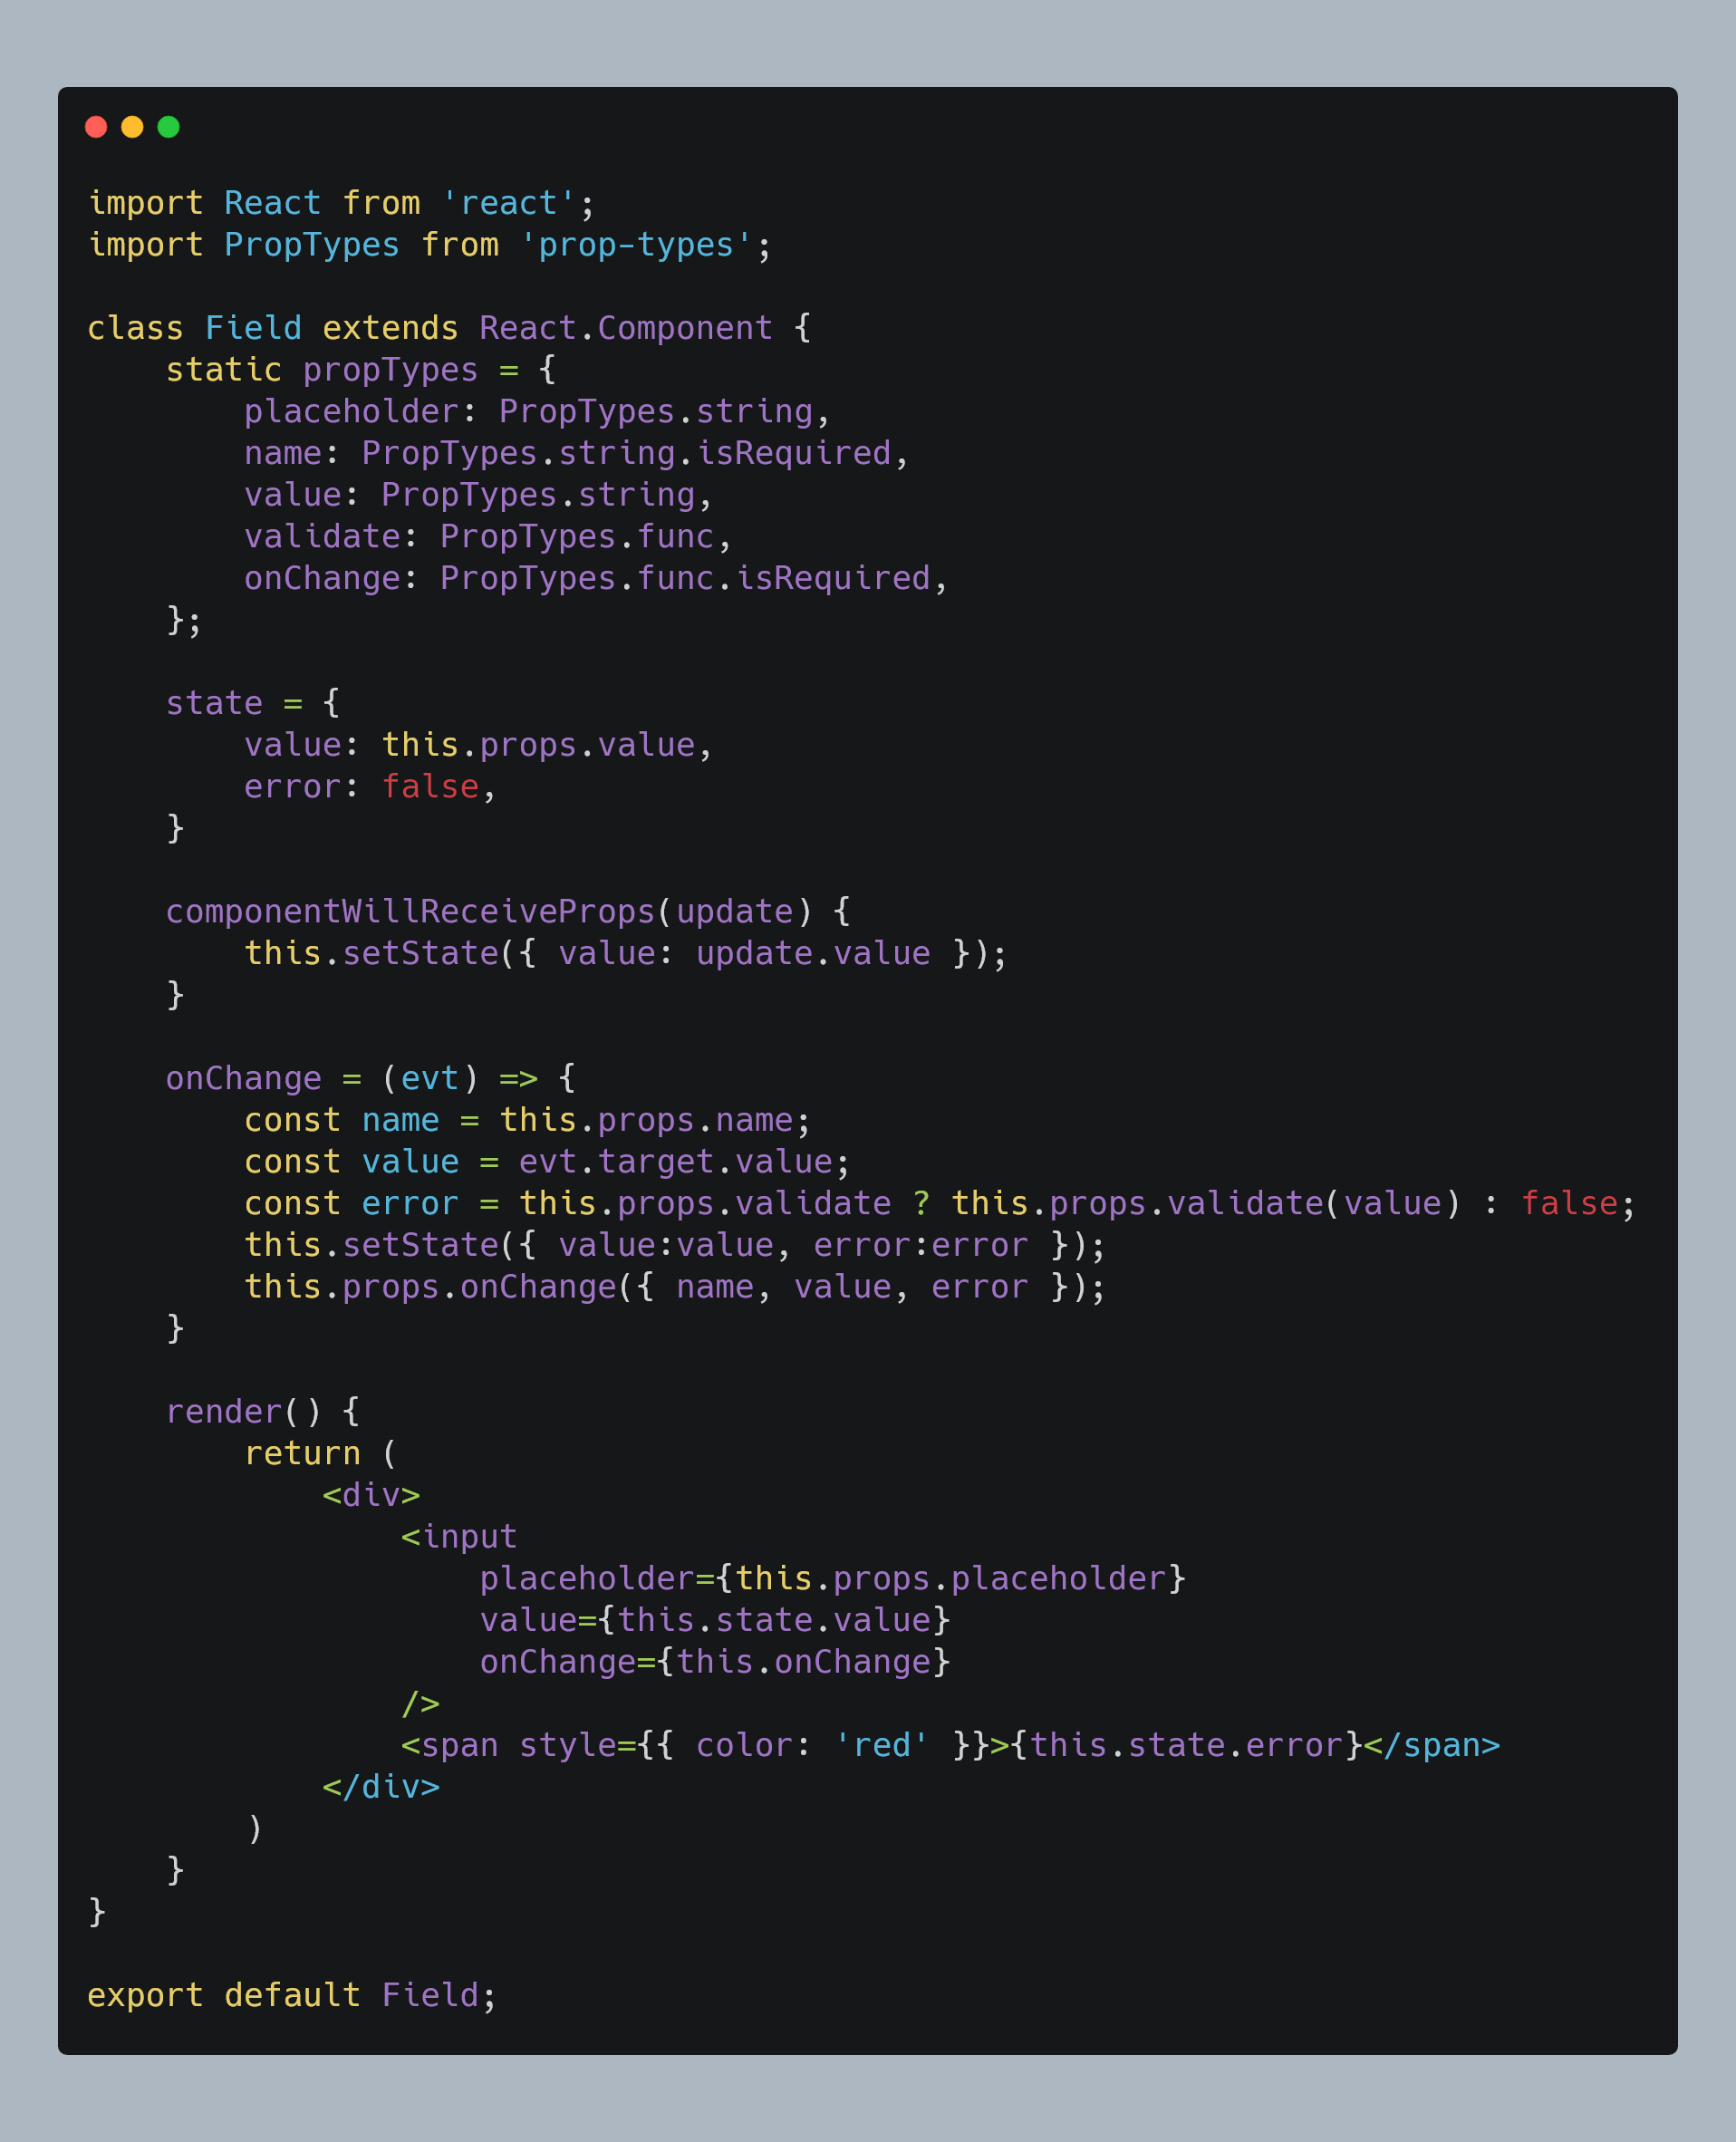 import React from 'react';
import PropTypes from 'prop-types';

class Field extends React.Component {
    static propTypes = {
        placeholder: PropTypes.string,
        name: PropTypes.string.isRequired,
        value: PropTypes.string,
        validate: PropTypes.func,
        onChange: PropTypes.func.isRequired,
    };

    state = {
        value: this.props.value,
        error: false,
    }

    componentWillReceiveProps(update) {
        this.setState({ value: update.value });
    }

    onChange = (evt) => {
        const name = this.props.name;
        const value = evt.target.value;
        const error = this.props.validate ? this.props.validate(value) : false;
        this.setState({ value:value, error:error });
        this.props.onChange({ name, value, error });
    }

    render() {
        return (
            <div>
                <input
                    placeholder={this.props.placeholder}
                    value={this.state.value}
                    onChange={this.onChange}
                />
                <span style={{ color: 'red' }}>{this.state.error}</span>
            </div>
        )
    }
}

export default Field;